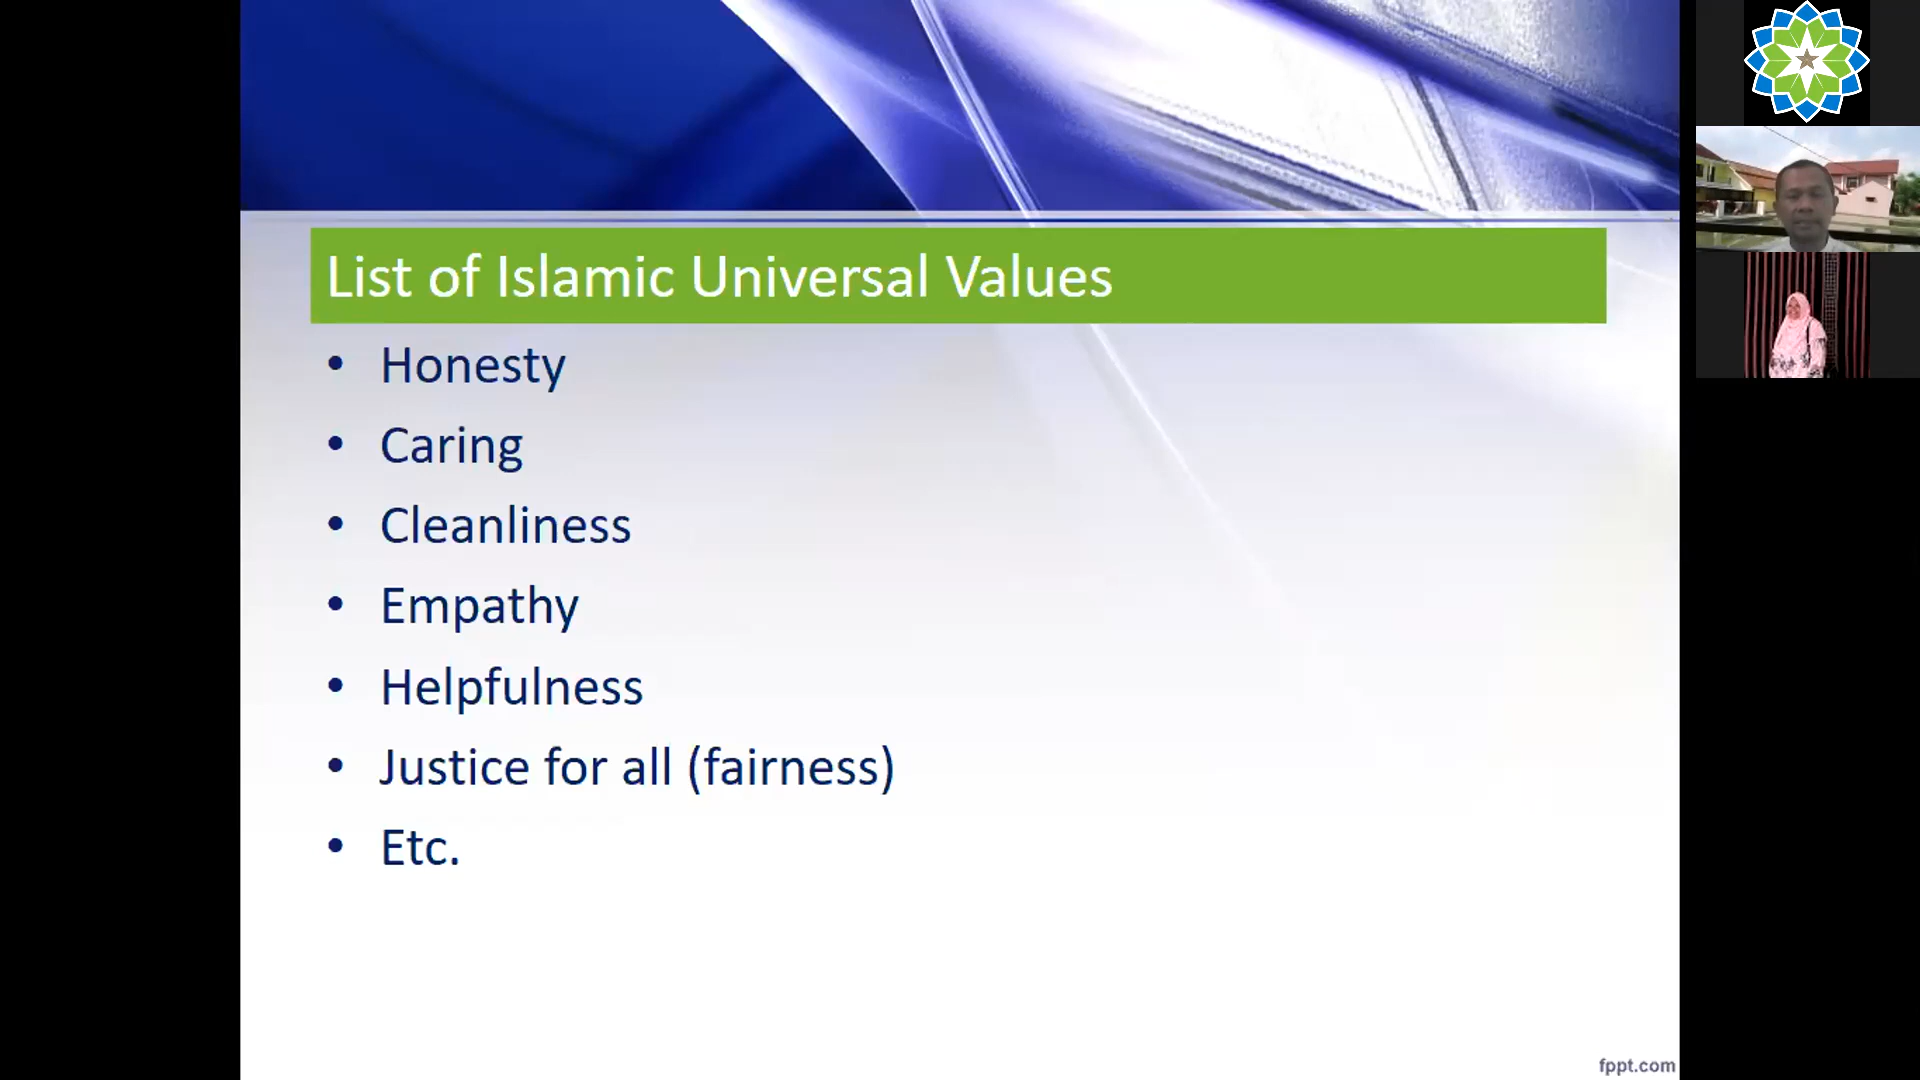 List of Islamic Universal Values
• Honesty
• Caring
• Cleanliness
• Empathy
• Helpfulness
• Justice for all (fairness)
• Etc.
fppt.com